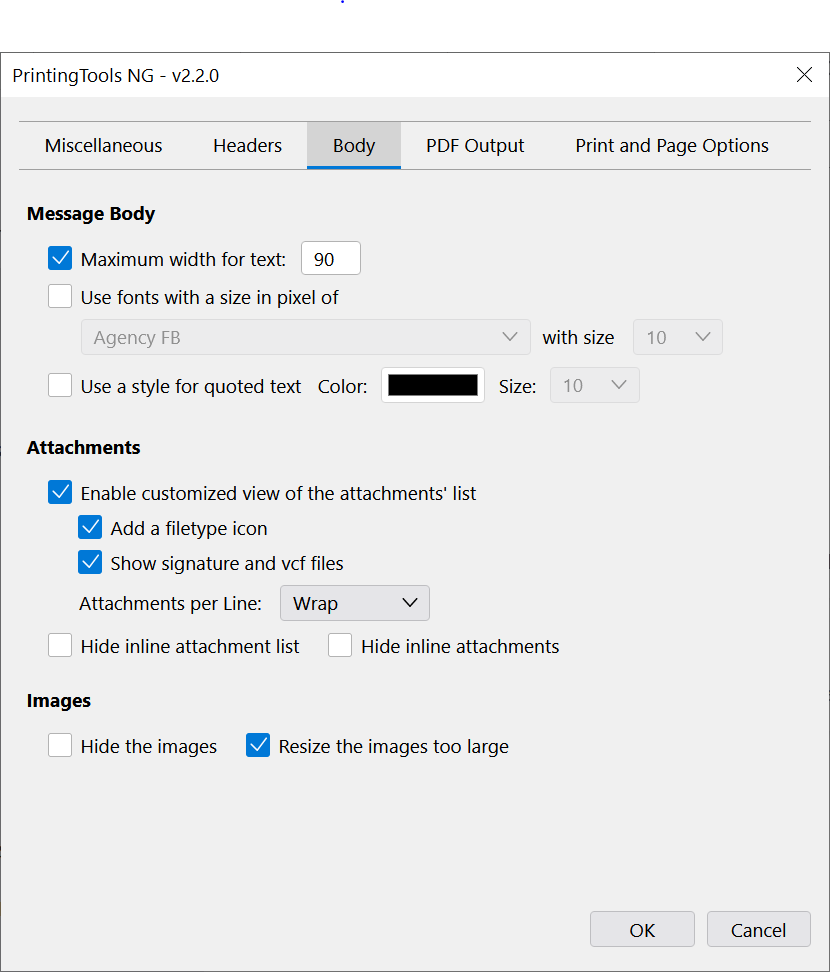 PrintingTools NG - v2.2.0
Miscellaneous Headers Body PDF Output Print and Page Options
Message Body
Maximum width for text: 90
Use fonts with a size in pixel of
Agency FB with size 10
Use a style for quoted text Color: Size: 10
Attachments
Enable customized view of the attachments' list
Add a filetype icon
Show signature and vcf files
Attachments per Line: Wrap
Hide inline attachment list Hide inline attachments
Images
Hide the images Resize the images too large
OK Cancel